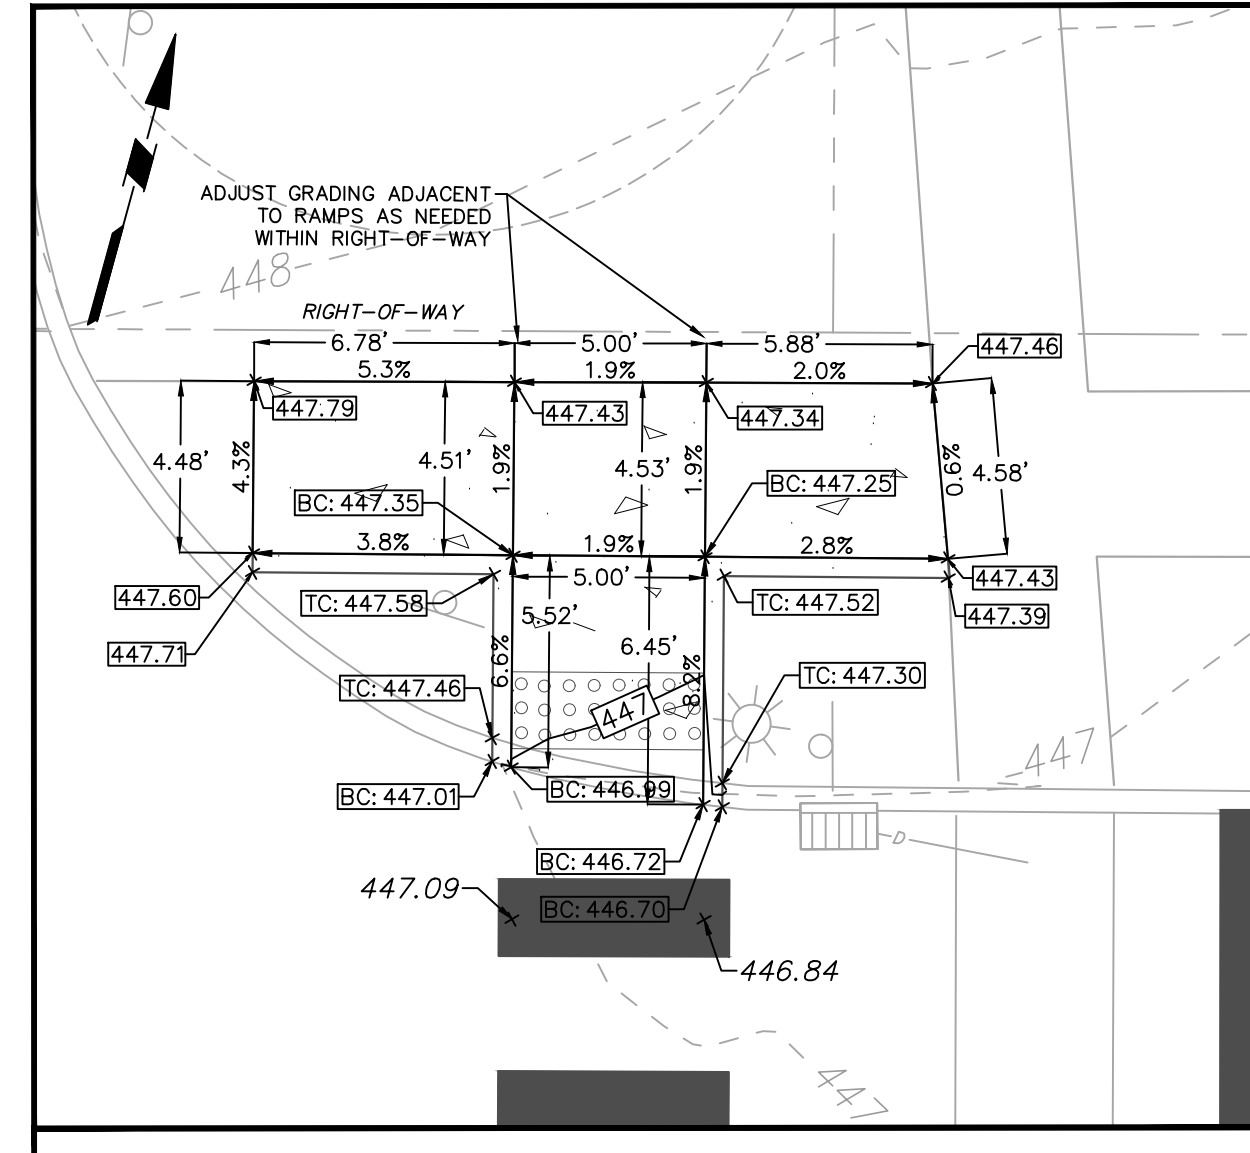 ADJUST GRADING ADJACENT
TO RAMPS AS NEEDED
WITHIN RIGHT-OF-WAY
448
RIGHT-OF-WAY
6.78'
5.00'
5.88'
447.46
5.3%
1.9%
2.0%
447.79
447.43
447.34
4.48'
4.3%
4.51'
1.9%
4.53'
1.9%
0.6%
4.58'
BC: 447.35
BC: 447.25
3.8%
1.9%
2.8%
5.00'
447.43
447.60
TC: 447.58
TC: 447.52
447.39
5.52'
447.71
6.6%
6.45'
8.2%
TC: 447.46
TC: 447.30
447
447
BC: 447.01
BC: 446.99
D
BC: 446.72
447.09
BC: 446.70
446.84
447